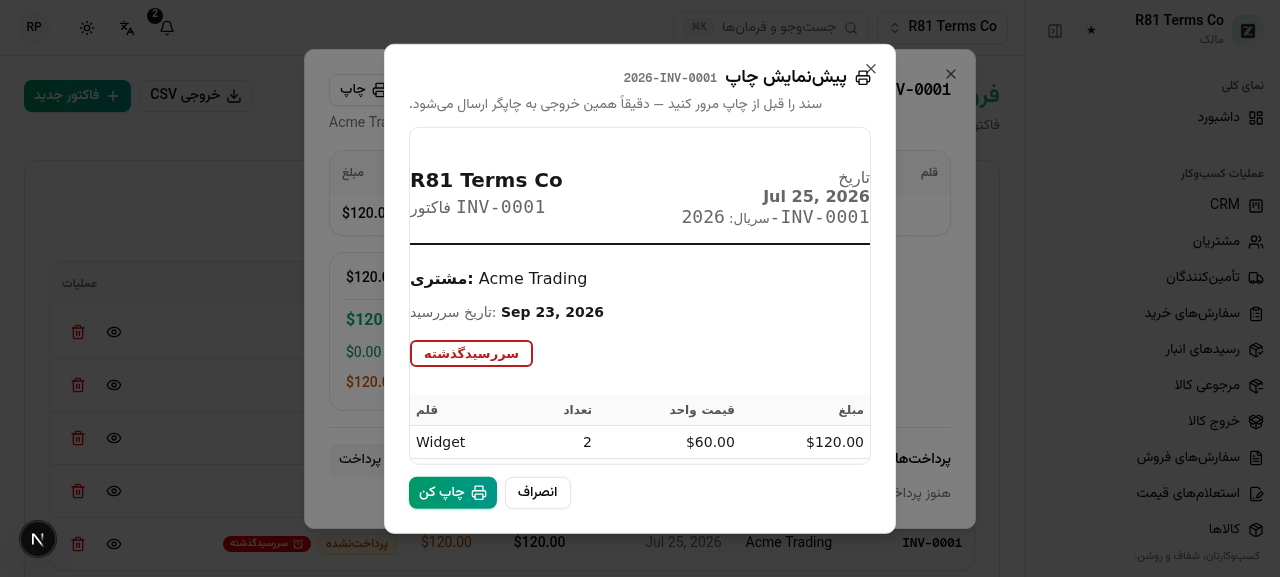 R81 Terms Co
مالک
R81 Terms Co
جست‌وجو و فرمان‌ها
⌘K
2
RP
نمای کلی
داشبورد
عملیات کسب‌وکار
CRM
مشتریان
تأمین‌کنندگان
سفارش‌های خرید
رسیدهای انبار
مرجوعی کالا
خروج کالا
سفارش‌های فروش
استعلام‌های قیمت
کالاها
کسب‌وکارتان، شفاف و روشن.
خروجی CSV
فاکتور جدید
عملیات
چاپ
قلم
مبلغ
$120.00
پرداخت‌ها
پرداخت
پیش‌نمایش چاپ 2026-INV-0001
سند را قبل از چاپ مرور کنید — دقیقاً همین خروجی به چاپگر ارسال می‌شود.
R81 Terms Co
فاکتور INV-0001
تاریخ
Jul 25, 2026
سریال: 2026-INV-0001
مشتری: Acme Trading
تاریخ سررسید: Sep 23, 2026
سررسیدگذشته
قلم تعداد قیمت واحد مبلغ
Widget 2 $60.00 $120.00
چاپ کن
انصراف
INV-0001 Acme Trading Jul 25, 2026 $120.00 $120.00 پرداخت‌نشده سررسیدگذشته